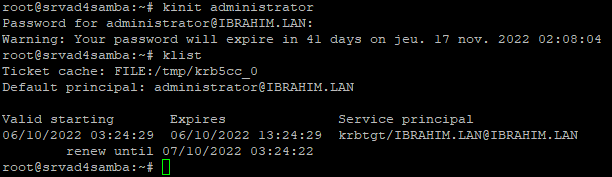 root@srvad4samba:~# kinit administrator
Password for administrator@IBRAHIM.LAN:
Warning: Your password will expire in 41 days on jeu. 17 nov. 2022 02:08:04
root@srvad4samba:~# klist
Ticket cache: FILE:/tmp/krb5cc_0
Default principal: administrator@IBRAHIM.LAN
Valid starting       Expires              Service principal
06/10/2022 03:24:29  06/10/2022 13:24:29  krbtgt/IBRAHIM.LAN@IBRAHIM.LAN
        renew until 07/10/2022 03:24:22
root@srvad4samba:~#